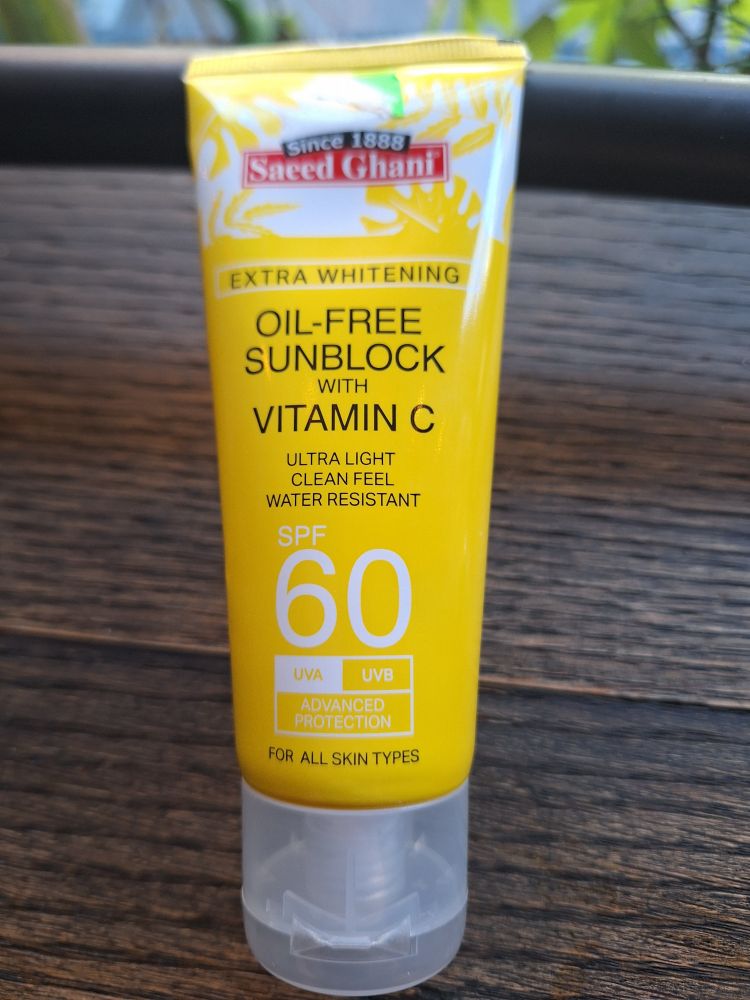 Since 1888
Saeed Ghani
EXTRA WHITENING
OIL-FREE
SUNBLOCK
WITH
VITAMIN C
ULTRA LIGHT
CLEAN FEEL
WATER RESISTANT
SPF
60
UVA UVB
ADVANCED
PROTECTION
FOR ALL SKIN TYPES